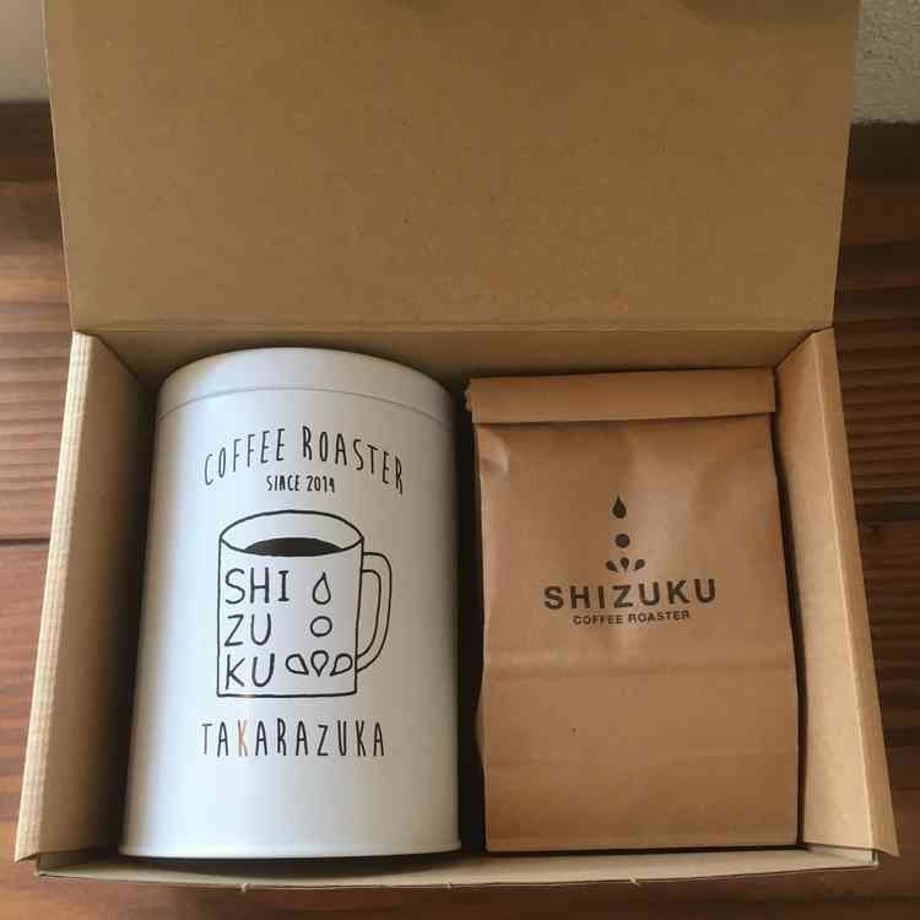 COFFEE ROASTER
SINCE 2014
SHI
ZU
KU
TAKARAZUKA
SHIZUKU
COFFEE ROASTER